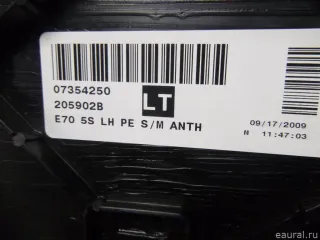 07354250
LT
205902B
E70 5S LH PE S/M ANTH
09/17/2009
N 11:47:03
© eaural.ru